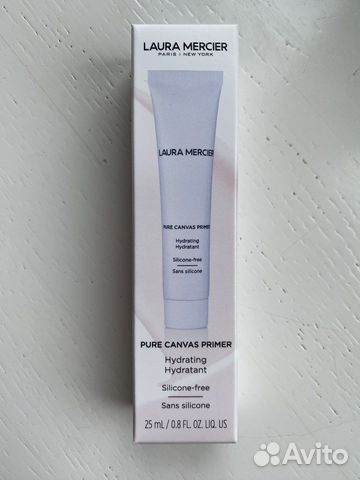 LAURA MERCIER
PARIS | NEW YORK
LAURA MERCIER
PURE CANVAS PRIMER
Hydrating
Hydratant
Silicone-free
Sans silicone
PURE CANVAS PRIMER
Hydrating
Hydratant
Silicone-free
Sans silicone
25 mL / 0.8 FL. OZ. LIQ. US
Avito